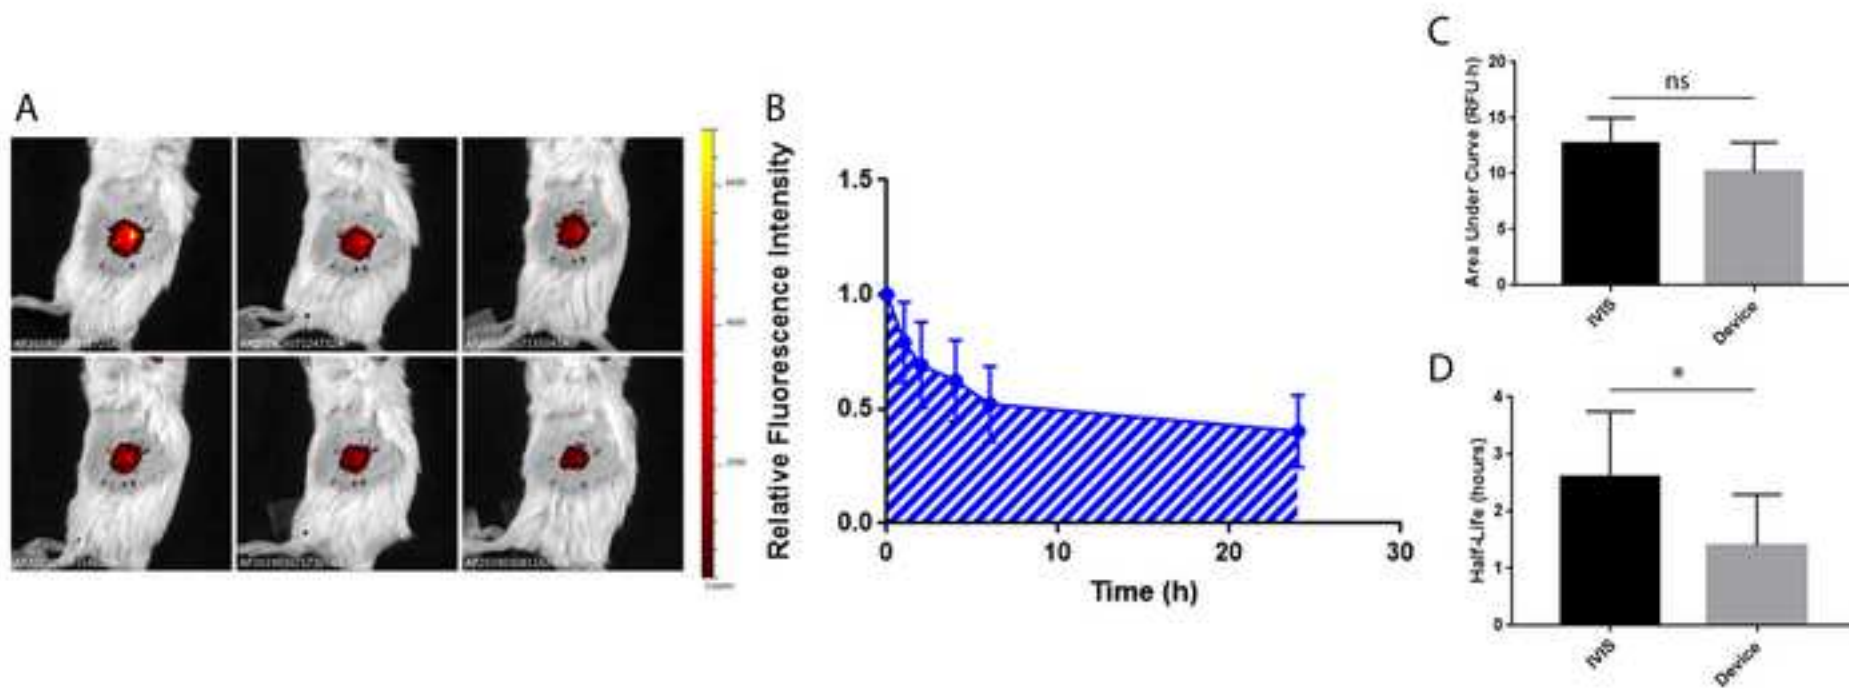 A
B
Relative Fluorescence Intensity
1.5
1.0
0.5
0.0
0
10
20
30
Time (h)
C
Area Under Curve (RFU·h)
20
15
10
5
0
ns
IVIS
Device
D
Half-Life (hours)
4
3
2
1
0
*
IVIS
Device